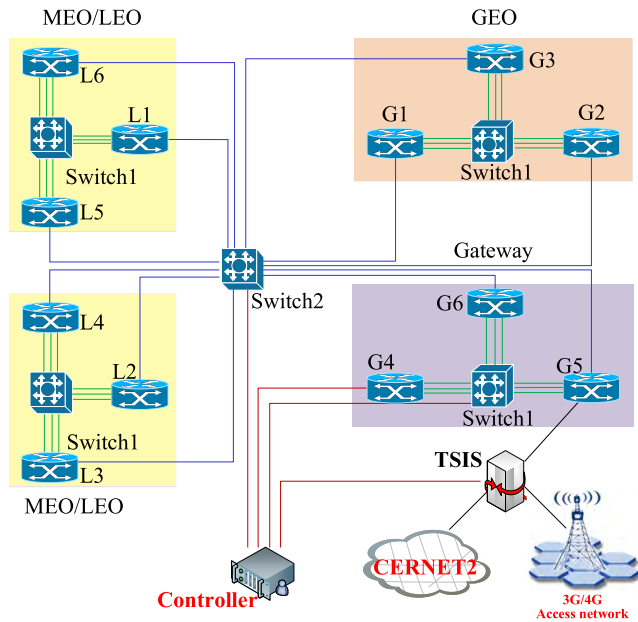 MEO/LEO
GEO
L6
G3
L1
G1
G2
Switch1
Switch1
L5
Gateway
Switch2
L4
G6
L2
G4
G5
Switch1
Switch1
L3
TSIS
MEO/LEO
CERNET2
Controller
3G/4G
Access network